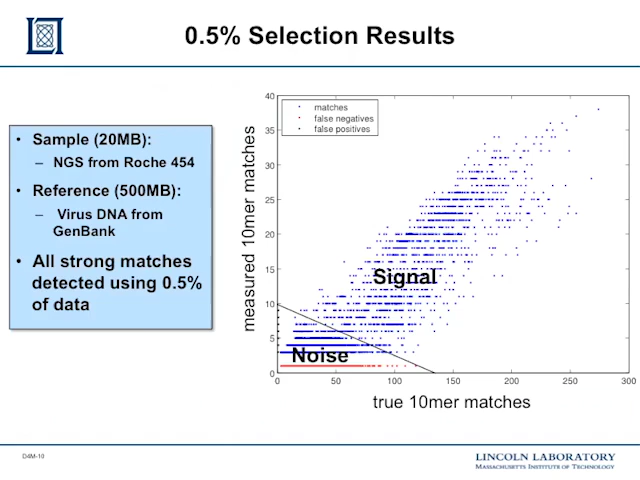 0.5% Selection Results
• Sample (20MB):
– NGS from Roche 454
• Reference (500MB):
– Virus DNA from
GenBank
• All strong matches
detected using 0.5%
of data
measured 10mer matches
40
35
30
25
20
15
10
5
0
matches
false negatives
false positives
Signal
Noise
0 50 100 150 200 250 300
true 10mer matches
D4M-10
LINCOLN LABORATORY
MASSACHUSETTS INSTITUTE OF TECHNOLOGY